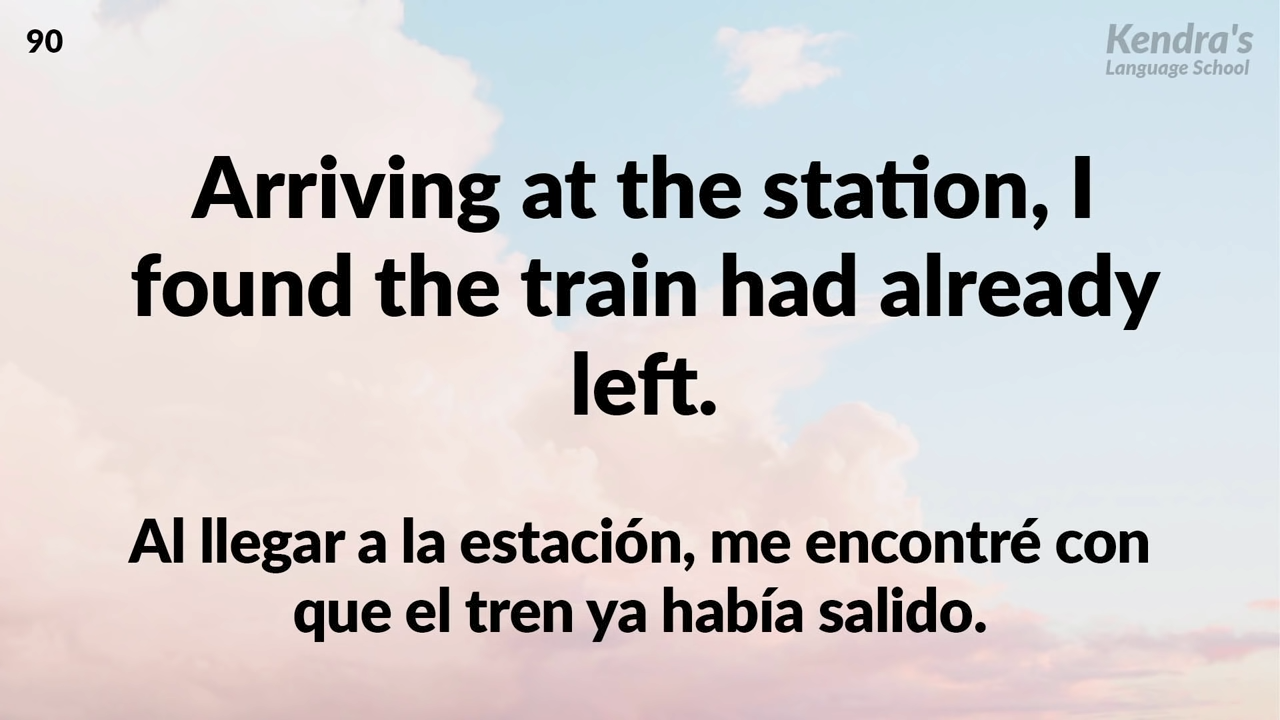 90
Kendra's
Language School
Arriving at the station, I
found the train had already
left.
Al llegar a la estación, me encontré con
que el tren ya había salido.